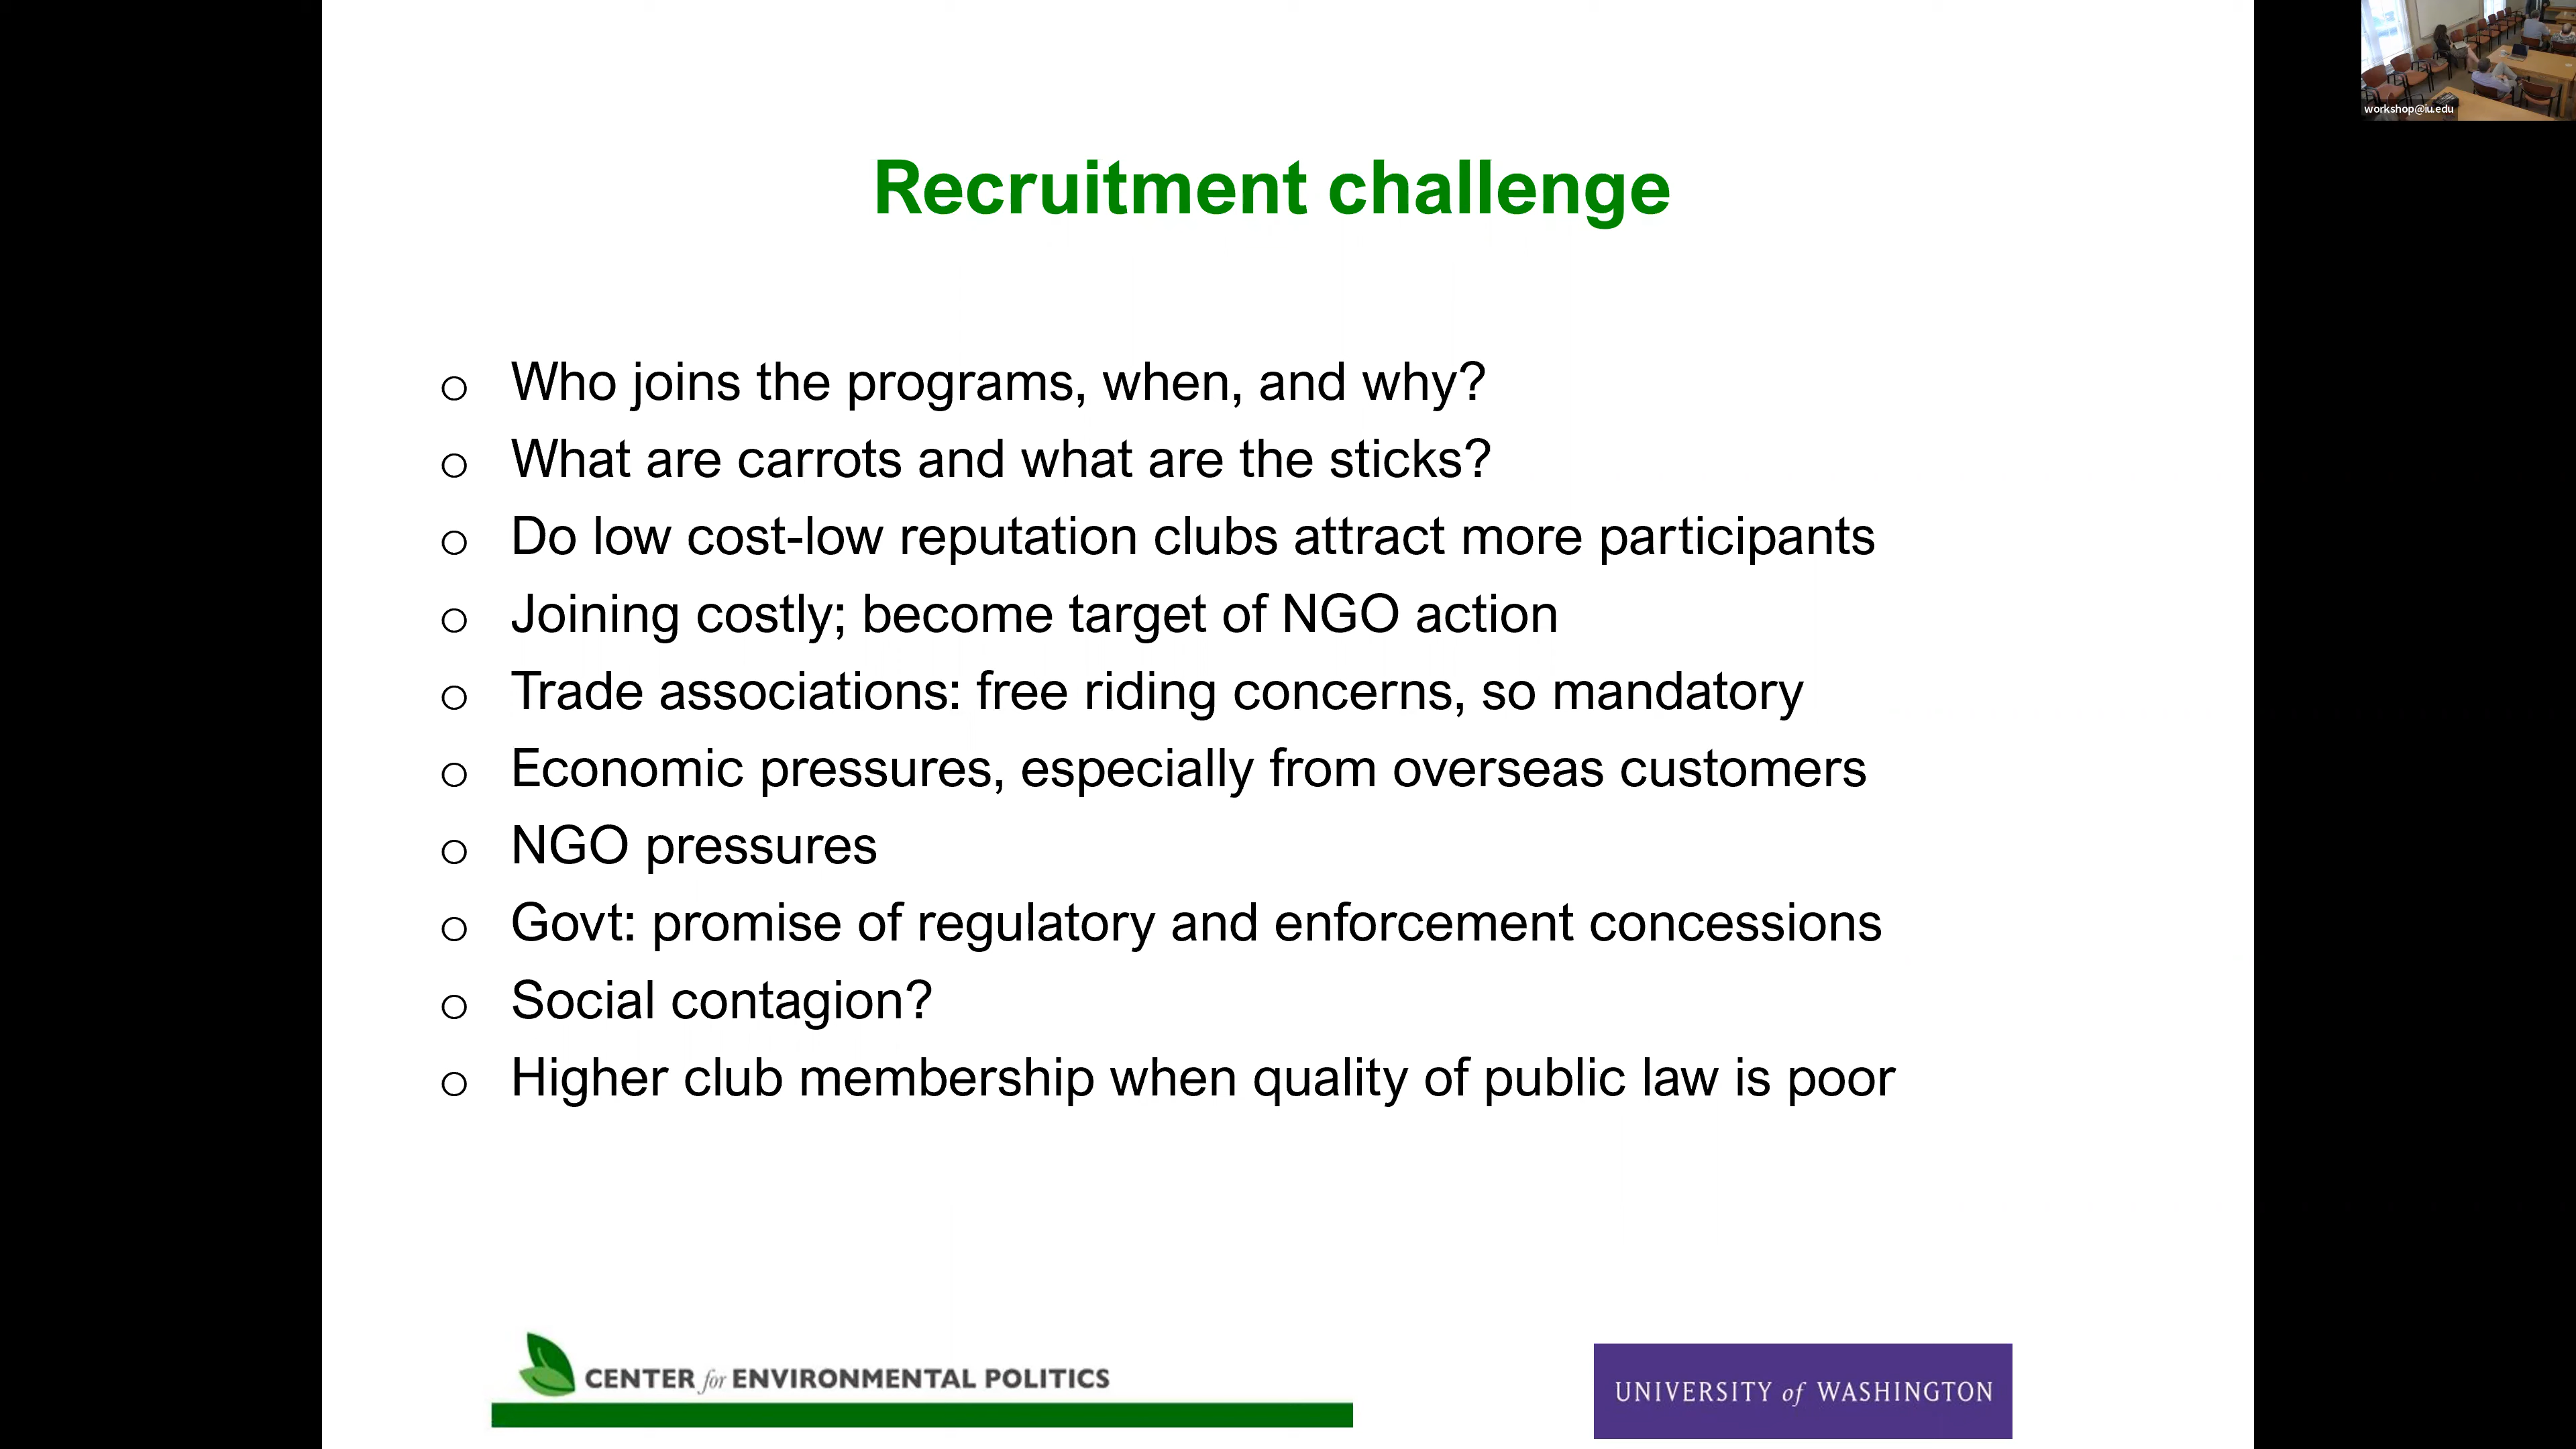 workshop@iu.edu
Recruitment challenge
o Who joins the programs, when, and why?
o What are carrots and what are the sticks?
o Do low cost-low reputation clubs attract more participants
o Joining costly; become target of NGO action
o Trade associations: free riding concerns, so mandatory
o Economic pressures, especially from overseas customers
o NGO pressures
o Govt: promise of regulatory and enforcement concessions
o Social contagion?
o Higher club membership when quality of public law is poor
CENTER for ENVIRONMENTAL POLITICS
UNIVERSITY of WASHINGTON